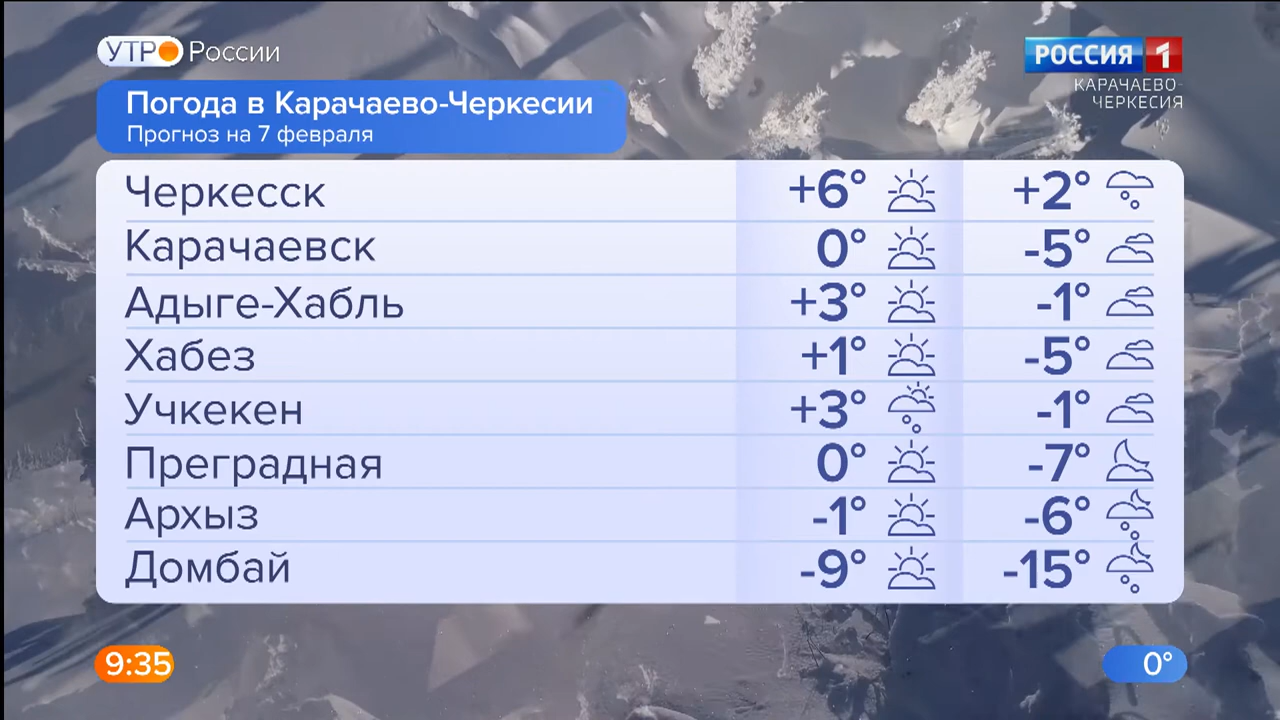 УТРО России
РОССИЯ 1
КАРАЧАЕВО-
ЧЕРКЕСИЯ
Погода в Карачаево-Черкесии
Прогноз на 7 февраля
Черкесск +6° +2°
Карачаевск 0° -5°
Адыге-Хабль +3° -1°
Хабез +1° -5°
Учкекен +3° -1°
Преградная 0° -7°
Архыз -1° -6°
Домбай -9° -15°
9:35
0°